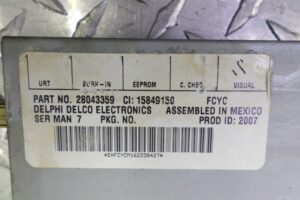 URT BURN-IN EEPROM C. CHET VISUAL
PART NO. 28043359 CI: 15849150 FCYC
DELPHI DELCO ELECTRONICS ASSEMBLED IN MEXICO
SER MAN 7 PKG. NO. PROD ID: 2007